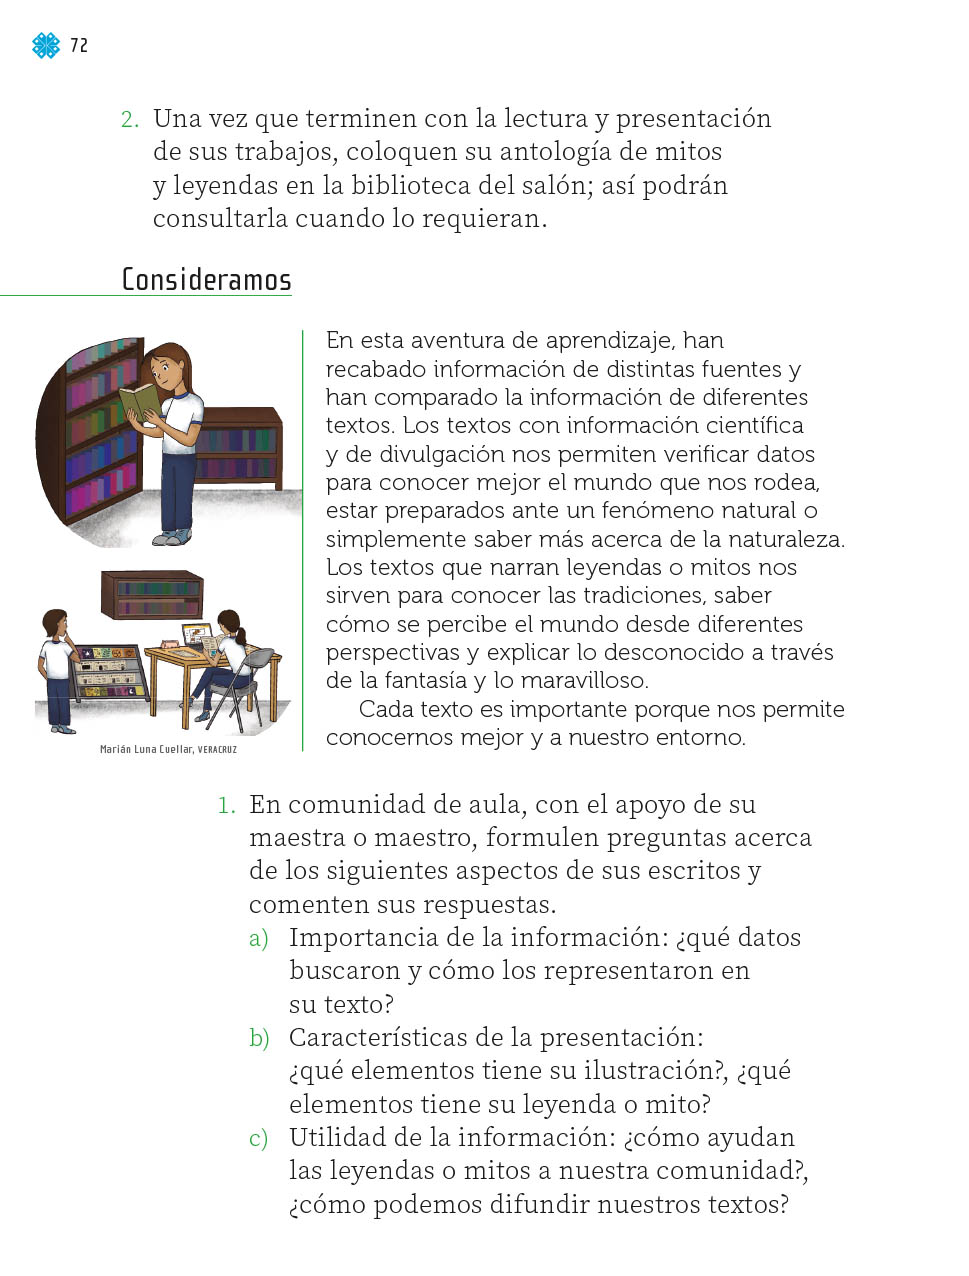 72
2. Una vez que terminen con la lectura y presentación
de sus trabajos, coloquen su antología de mitos
y leyendas en la biblioteca del salón; así podrán
consultarla cuando lo requieran.
Consideramos
En esta aventura de aprendizaje, han
recabado información de distintas fuentes y
han comparado la información de diferentes
textos. Los textos con información científica
y de divulgación nos permiten verificar datos
para conocer mejor el mundo que nos rodea,
estar preparados ante un fenómeno natural o
simplemente saber más acerca de la naturaleza.
Los textos que narran leyendas o mitos nos
sirven para conocer las tradiciones, saber
cómo se percibe el mundo desde diferentes
perspectivas y explicar lo desconocido a través
de la fantasía y lo maravilloso.
Cada texto es importante porque nos permite
conocernos mejor y a nuestro entorno.
Marián Luna Cuellar, VERACRUZ
1. En comunidad de aula, con el apoyo de su
maestra o maestro, formulen preguntas acerca
de los siguientes aspectos de sus escritos y
comenten sus respuestas.
a) Importancia de la información: ¿qué datos
buscaron y cómo los representaron en
su texto?
b) Características de la presentación:
¿qué elementos tiene su ilustración?, ¿qué
elementos tiene su leyenda o mito?
c) Utilidad de la información: ¿cómo ayudan
las leyendas o mitos a nuestra comunidad?,
¿cómo podemos difundir nuestros textos?